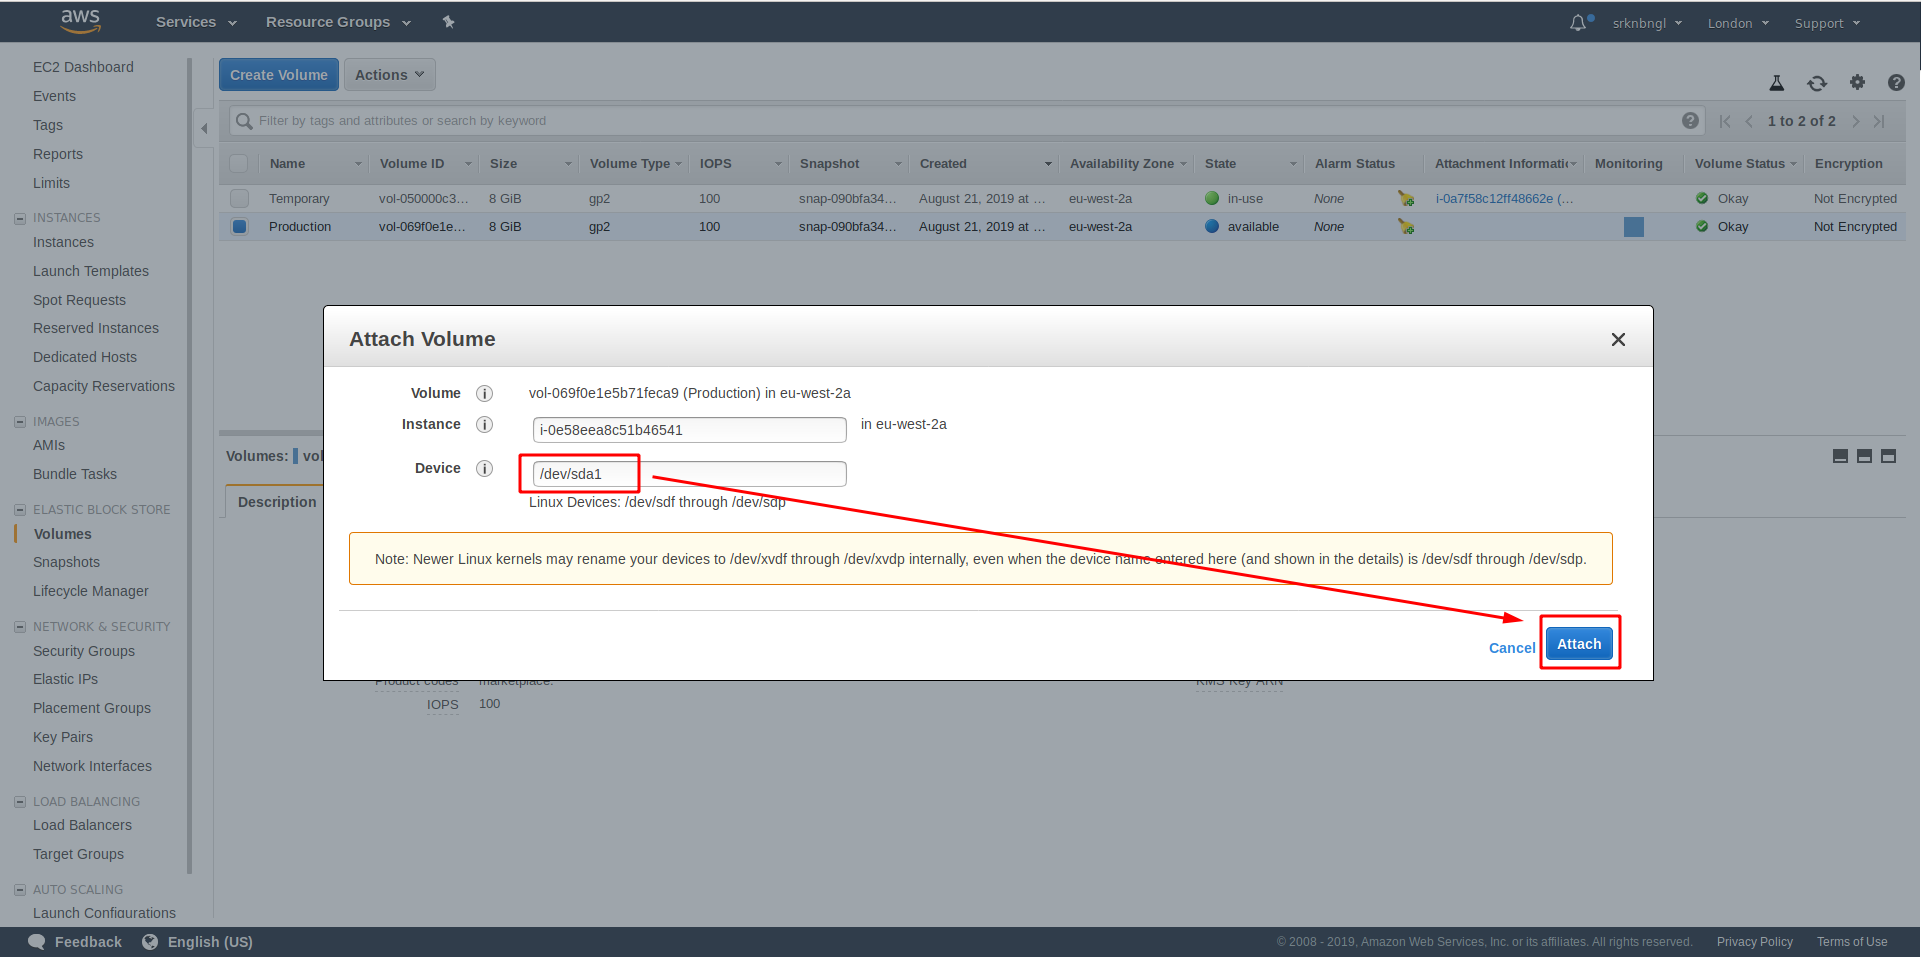 aws Services Resource Groups srknbngl London Support
EC2 Dashboard
Events
Tags
Reports
Limits
INSTANCES
Instances
Launch Templates
Spot Requests
Reserved Instances
Dedicated Hosts
Capacity Reservations
IMAGES
AMIs
Bundle Tasks
ELASTIC BLOCK STORE
Volumes
Snapshots
Lifecycle Manager
NETWORK & SECURITY
Security Groups
Elastic IPs
Placement Groups
Key Pairs
Network Interfaces
LOAD BALANCING
Load Balancers
Target Groups
AUTO SCALING
Launch Configurations
Create Volume Actions
Filter by tags and attributes or search by keyword 1 to 2 of 2
Name Volume ID Size Volume Type IOPS Snapshot Created Availability Zone State Alarm Status Attachment Informati Monitoring Volume Status Encryption
Temporary vol-050000c3... 8 GiB gp2 100 snap-090bfa34... August 21, 2019 at ... eu-west-2a in-use None i-0a7f58c12ff48662e (... Okay Not Encrypted
Production vol-069f0e1e... 8 GiB gp2 100 snap-090bfa34... August 21, 2019 at ... eu-west-2a available None Okay Not Encrypted
Attach Volume
Volume vol-069f0e1e5b71feca9 (Production) in eu-west-2a
Instance i-0e58eea8c51b46541 in eu-west-2a
Device /dev/sda1
Linux Devices: /dev/sdf through /dev/sdp
Note: Newer Linux kernels may rename your devices to /dev/xvdf through /dev/xvdp internally, even when the device name entered here (and shown in the details) is /dev/sdf through /dev/sdp.
Cancel Attach
Volumes: vol
Description
Product codes marketplace: KMS Key ARN
IOPS 100
Feedback English (US) © 2008 - 2019, Amazon Web Services, Inc. or its affiliates. All rights reserved. Privacy Policy Terms of Use